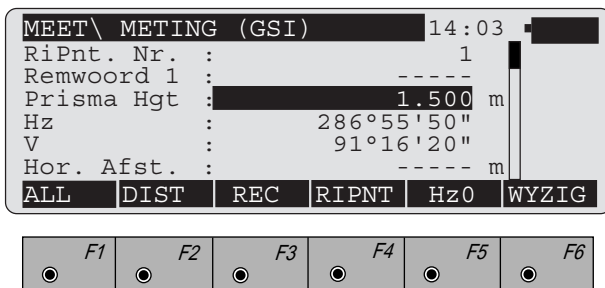 MEET\ METING (GSI) 14:03
RiPnt. Nr. : 1
Remwoord 1 : -----
Prisma Hgt : 1.500 m
Hz : 286°55'50"
V : 91°16'20"
Hor. Afst. : ----- m
ALL DIST REC RIPNT Hz0 WYZIG
F1 F2 F3 F4 F5 F6